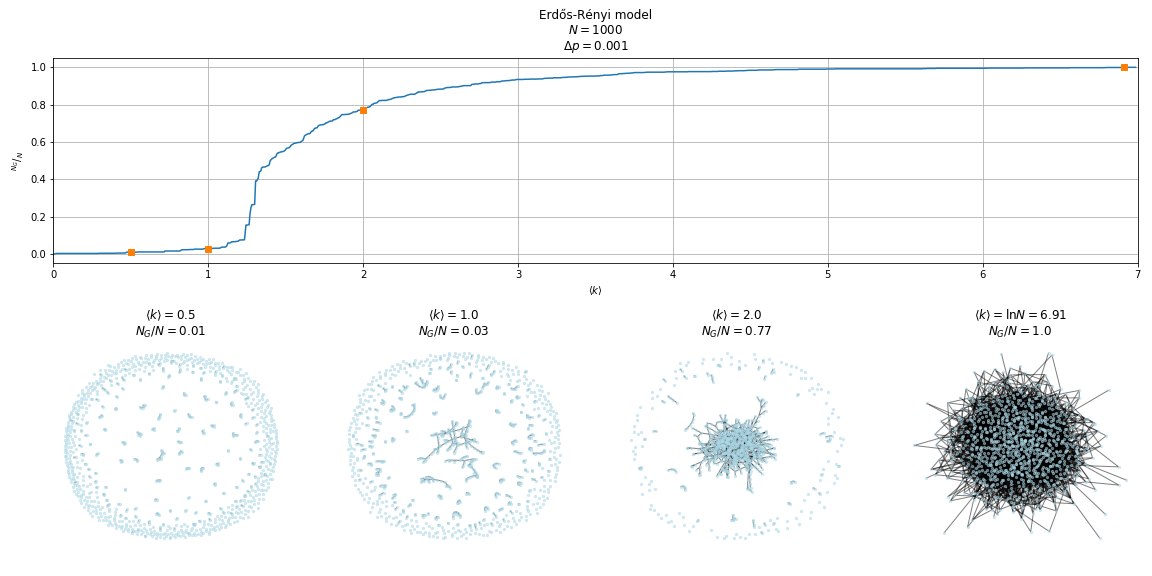 Erdős-Rényi model
N = 1000
Δp = 0.001
1.0
0.8
0.6
0.4
0.2
0.0
N_G/N
0 1 2 3 4 5 6 7
⟨k⟩
⟨k⟩ = 0.5
N_G/N = 0.01
⟨k⟩ = 1.0
N_G/N = 0.03
⟨k⟩ = 2.0
N_G/N = 0.77
⟨k⟩ = lnN = 6.91
N_G/N = 1.0